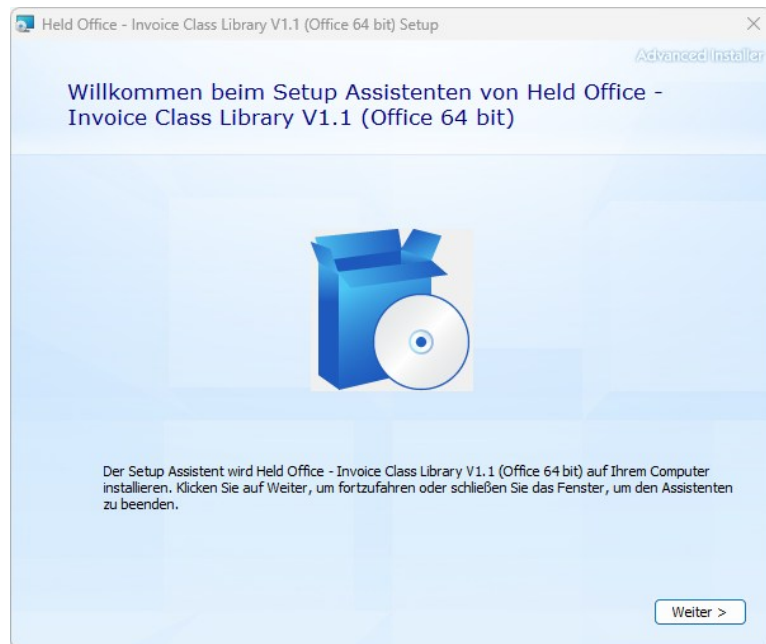 Held Office - Invoice Class Library V1.1 (Office 64 bit) Setup
Advanced Installer
Willkommen beim Setup Assistenten von Held Office -
Invoice Class Library V1.1 (Office 64 bit)
Der Setup Assistent wird Held Office - Invoice Class Library V1.1 (Office 64 bit) auf Ihrem Computer
installieren. Klicken Sie auf Weiter, um fortzufahren oder schließen Sie das Fenster, um den Assistenten
zu beenden.
Weiter >